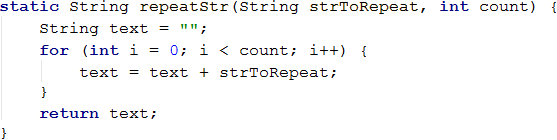 static String repeatStr(String strToRepeat, int count) {
    String text = "";
    for (int i = 0; i < count; i++) {
        text = text + strToRepeat;
    }
    return text;
}